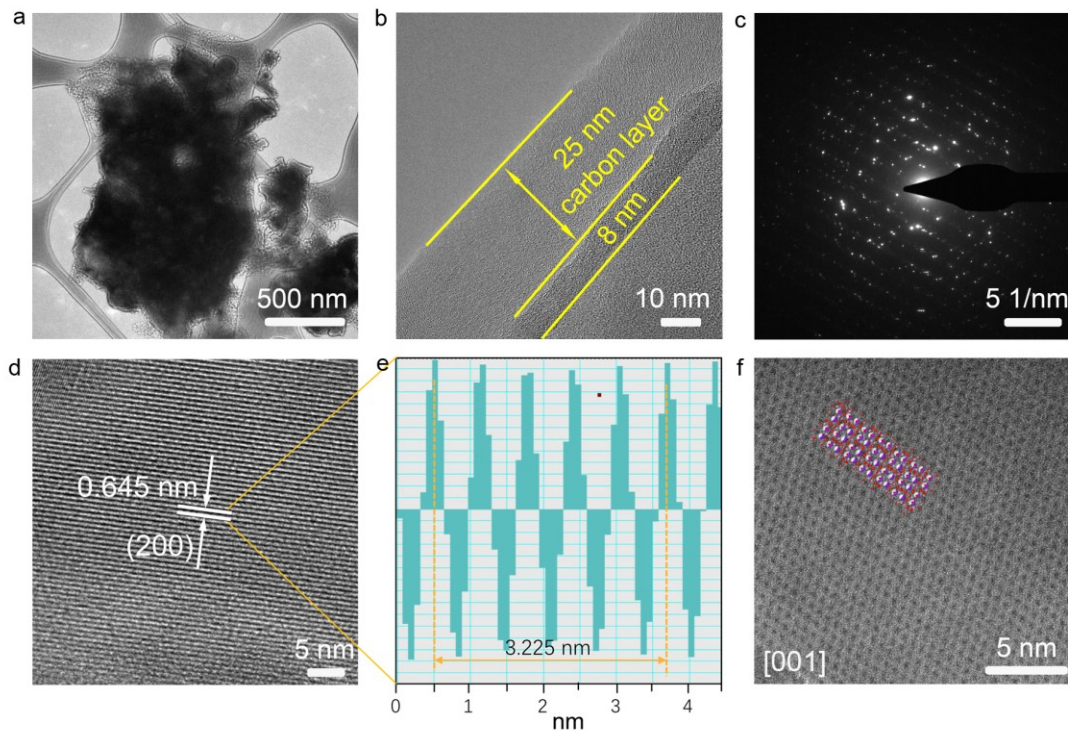 a
500 nm
b
25 nm
carbon layer
8 nm
10 nm
c
5 1/nm
d
0.645 nm
(200)
5 nm
e
3.225 nm
0 1 2 3 4
nm
f
[001]
5 nm